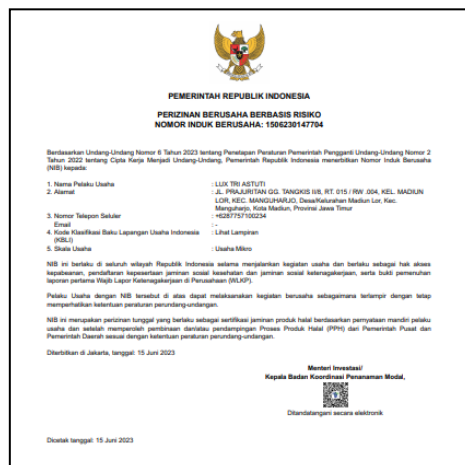 PEMERINTAH REPUBLIK INDONESIA
PERIZINAN BERUSAHA BERBASIS RISIKO
NOMOR INDUK BERUSAHA: 1506230147704
Berdasarkan Undang-Undang Nomor 6 Tahun 2023 tentang Penetapan Peraturan Pemerintah Pengganti Undang-Undang Nomor 2
Tahun 2022 tentang Cipta Kerja Menjadi Undang-Undang, Pemerintah Republik Indonesia menerbitkan Nomor Induk Berusaha
(NIB) kepada:
1. Nama Pelaku Usaha : LUX TRI ASTUTI
2. Alamat : JL. PRAJURITAN GG. TANGKIS II/8, RT. 015 / RW .004, KEL. MADIUN
LOR, KEC. MANGUHARJO, Desa/Kelurahan Madiun Lor, Kec.
Manguharjo, Kota Madiun, Provinsi Jawa Timur
3. Nomor Telepon Seluler : +6287757100234
Email : -
4. Kode Klasifikasi Baku Lapangan Usaha Indonesia : Lihat Lampiran
(KBLI)
5. Skala Usaha : Usaha Mikro
NIB ini berlaku di seluruh wilayah Republik Indonesia selama menjalankan kegiatan usaha dan berlaku sebagai hak akses
kepabeanan, pendaftaran kepesertaan jaminan sosial kesehatan dan jaminan sosial ketenagakerjaan, serta bukti pemenuhan
laporan pertama Wajib Lapor Ketenagakerjaan di Perusahaan (WLKP).
Pelaku Usaha dengan NIB tersebut di atas dapat melaksanakan kegiatan berusaha sebagaimana terlampir dengan tetap
memperhatikan ketentuan peraturan perundang-undangan.
NIB ini merupakan perizinan tunggal yang berlaku sebagai sertifikasi jaminan produk halal berdasarkan pernyataan mandiri pelaku
usaha dan setelah memperoleh pembinaan dan/atau pendampingan Proses Produk Halal (PPH) dari Pemerintah Pusat dan
Pemerintah Daerah sesuai dengan ketentuan peraturan perundang-undangan.
Diterbitkan di Jakarta, tanggal: 15 Juni 2023
Menteri Investasi/
Kepala Badan Koordinasi Penanaman Modal,
Ditandatangani secara elektronik
Dicetak tanggal: 15 Juni 2023